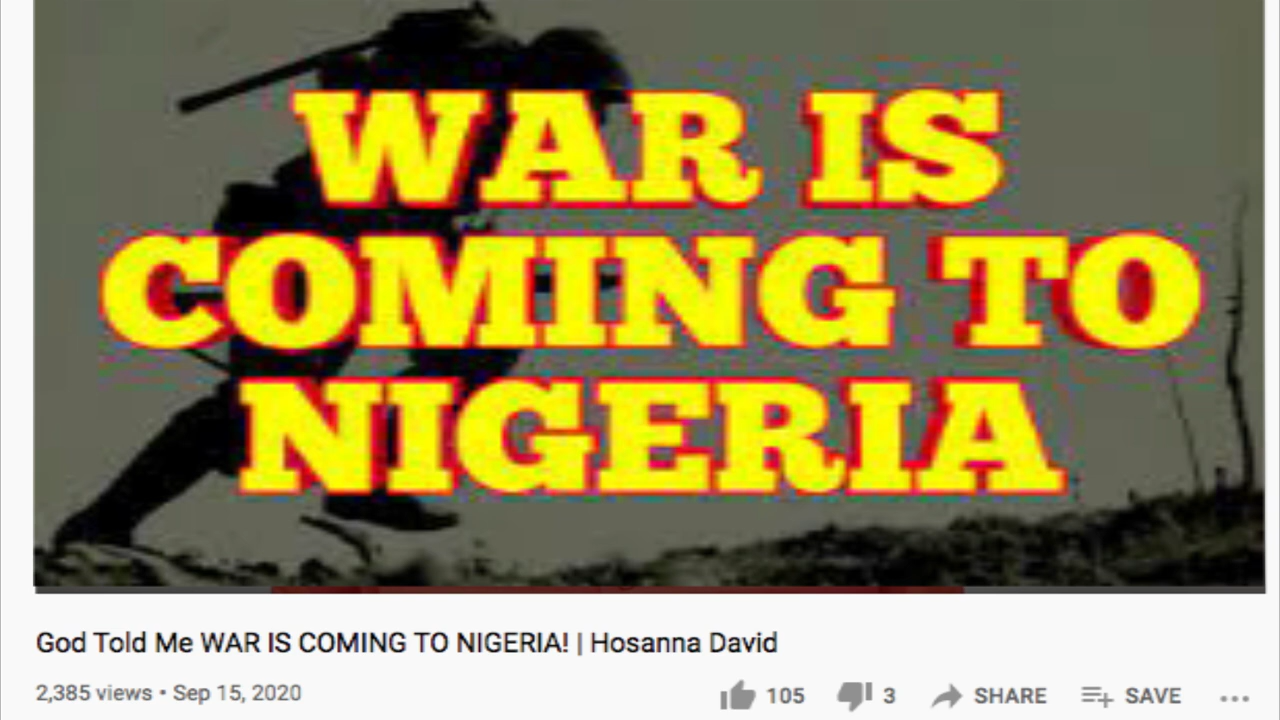 WAR IS
COMING TO
NIGERIA
God Told Me WAR IS COMING TO NIGERIA! | Hosanna David
2,385 views • Sep 15, 2020
105
3
SHARE
SAVE